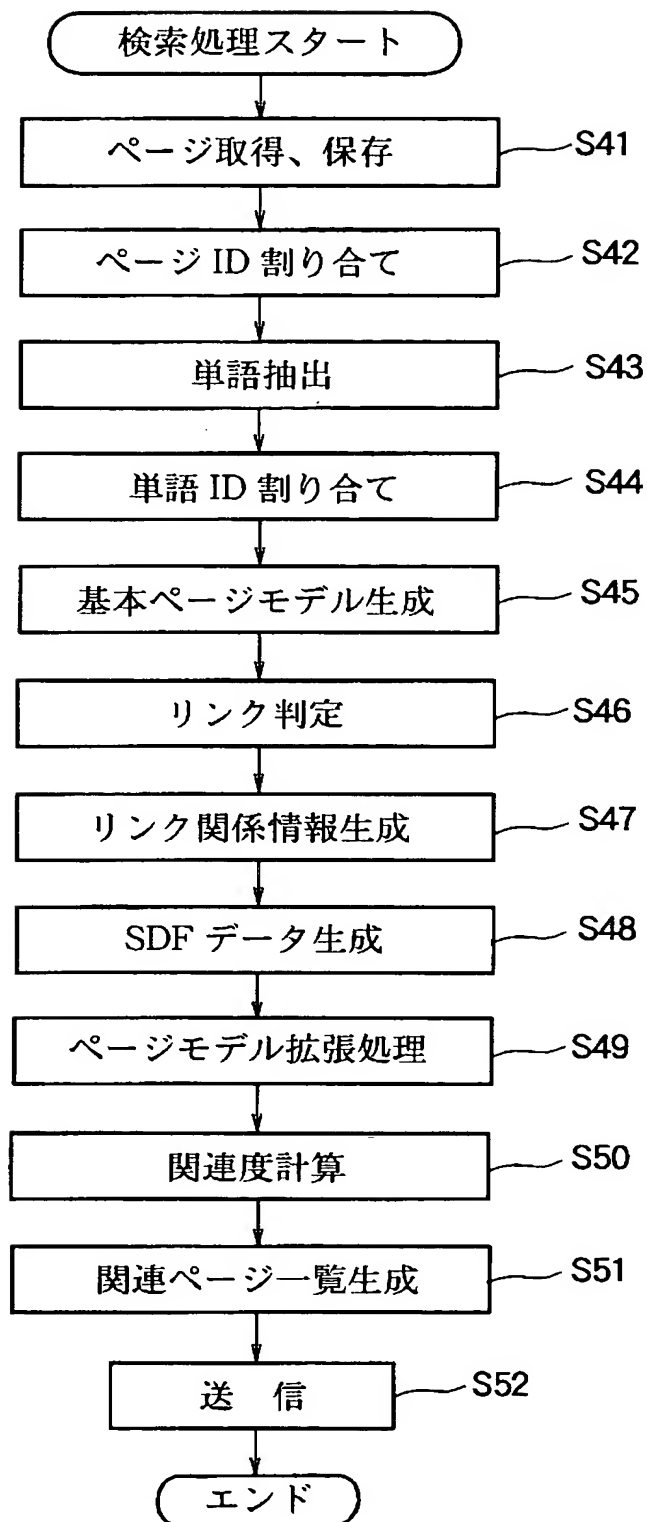 検索処理スタート
ページ取得、保存 S41
ページ ID 割り合て S42
単語抽出 S43
単語 ID 割り合て S44
基本ページモデル生成 S45
リンク判定 S46
リンク関係情報生成 S47
SDF データ生成 S48
ページモデル拡張処理 S49
関連度計算 S50
関連ページ一覧生成 S51
送 信 S52
エンド